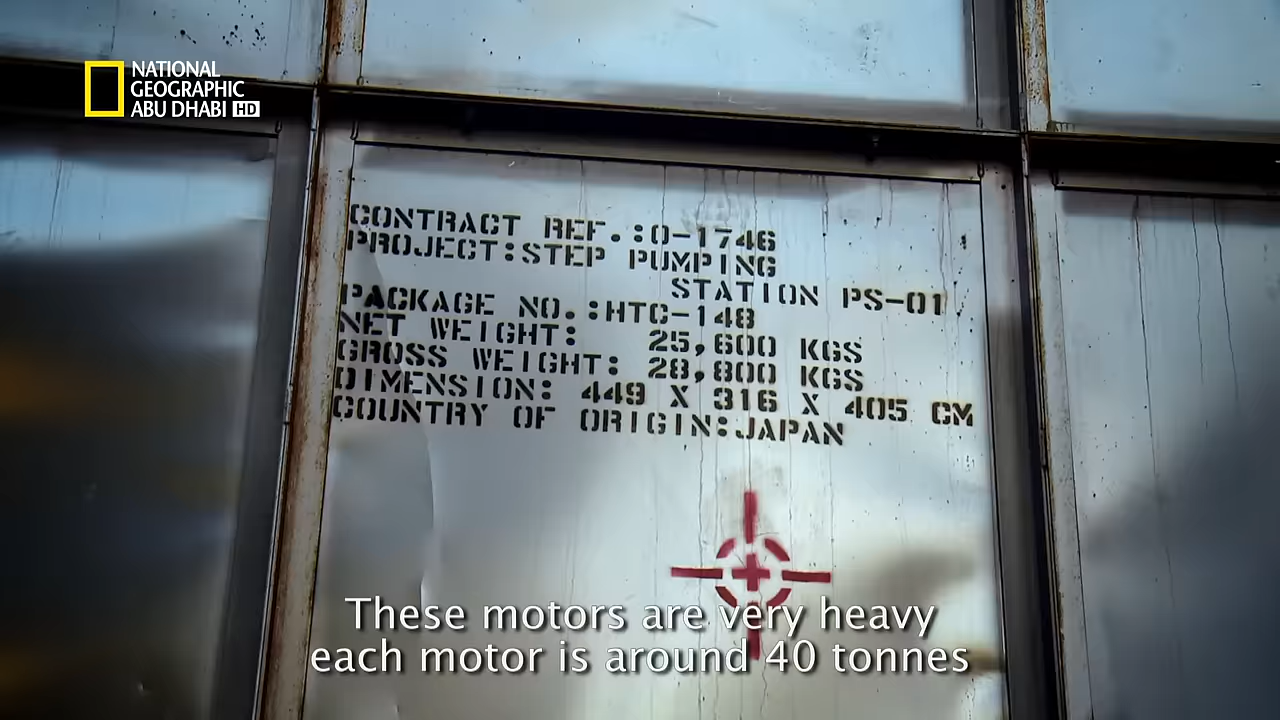 NATIONAL
GEOGRAPHIC
ABU DHABI HD
CONTRACT REF.:O-1746
PROJECT:STEP PUMPING
STATION PS-01
PACKAGE NO.:HTC-148
NET WEIGHT: 25,600 KGS
GROSS WEIGHT: 28,800 KGS
DIMENSION: 449 X 316 X 405 CM
COUNTRY OF ORIGIN:JAPAN
These motors are very heavy
each motor is around 40 tonnes